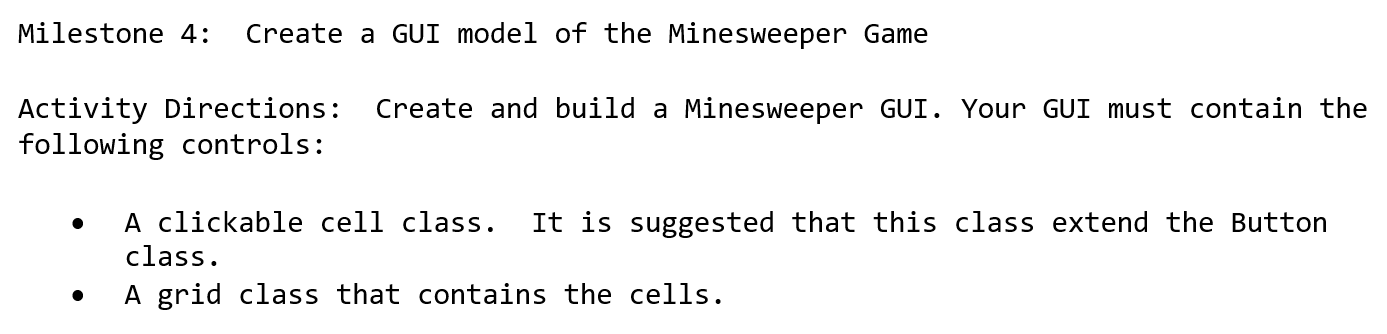 Milestone 4:  Create a GUI model of the Minesweeper Game
Activity Directions:  Create and build a Minesweeper GUI. Your GUI must contain the
following controls:
• A clickable cell class.  It is suggested that this class extend the Button
class.
• A grid class that contains the cells.